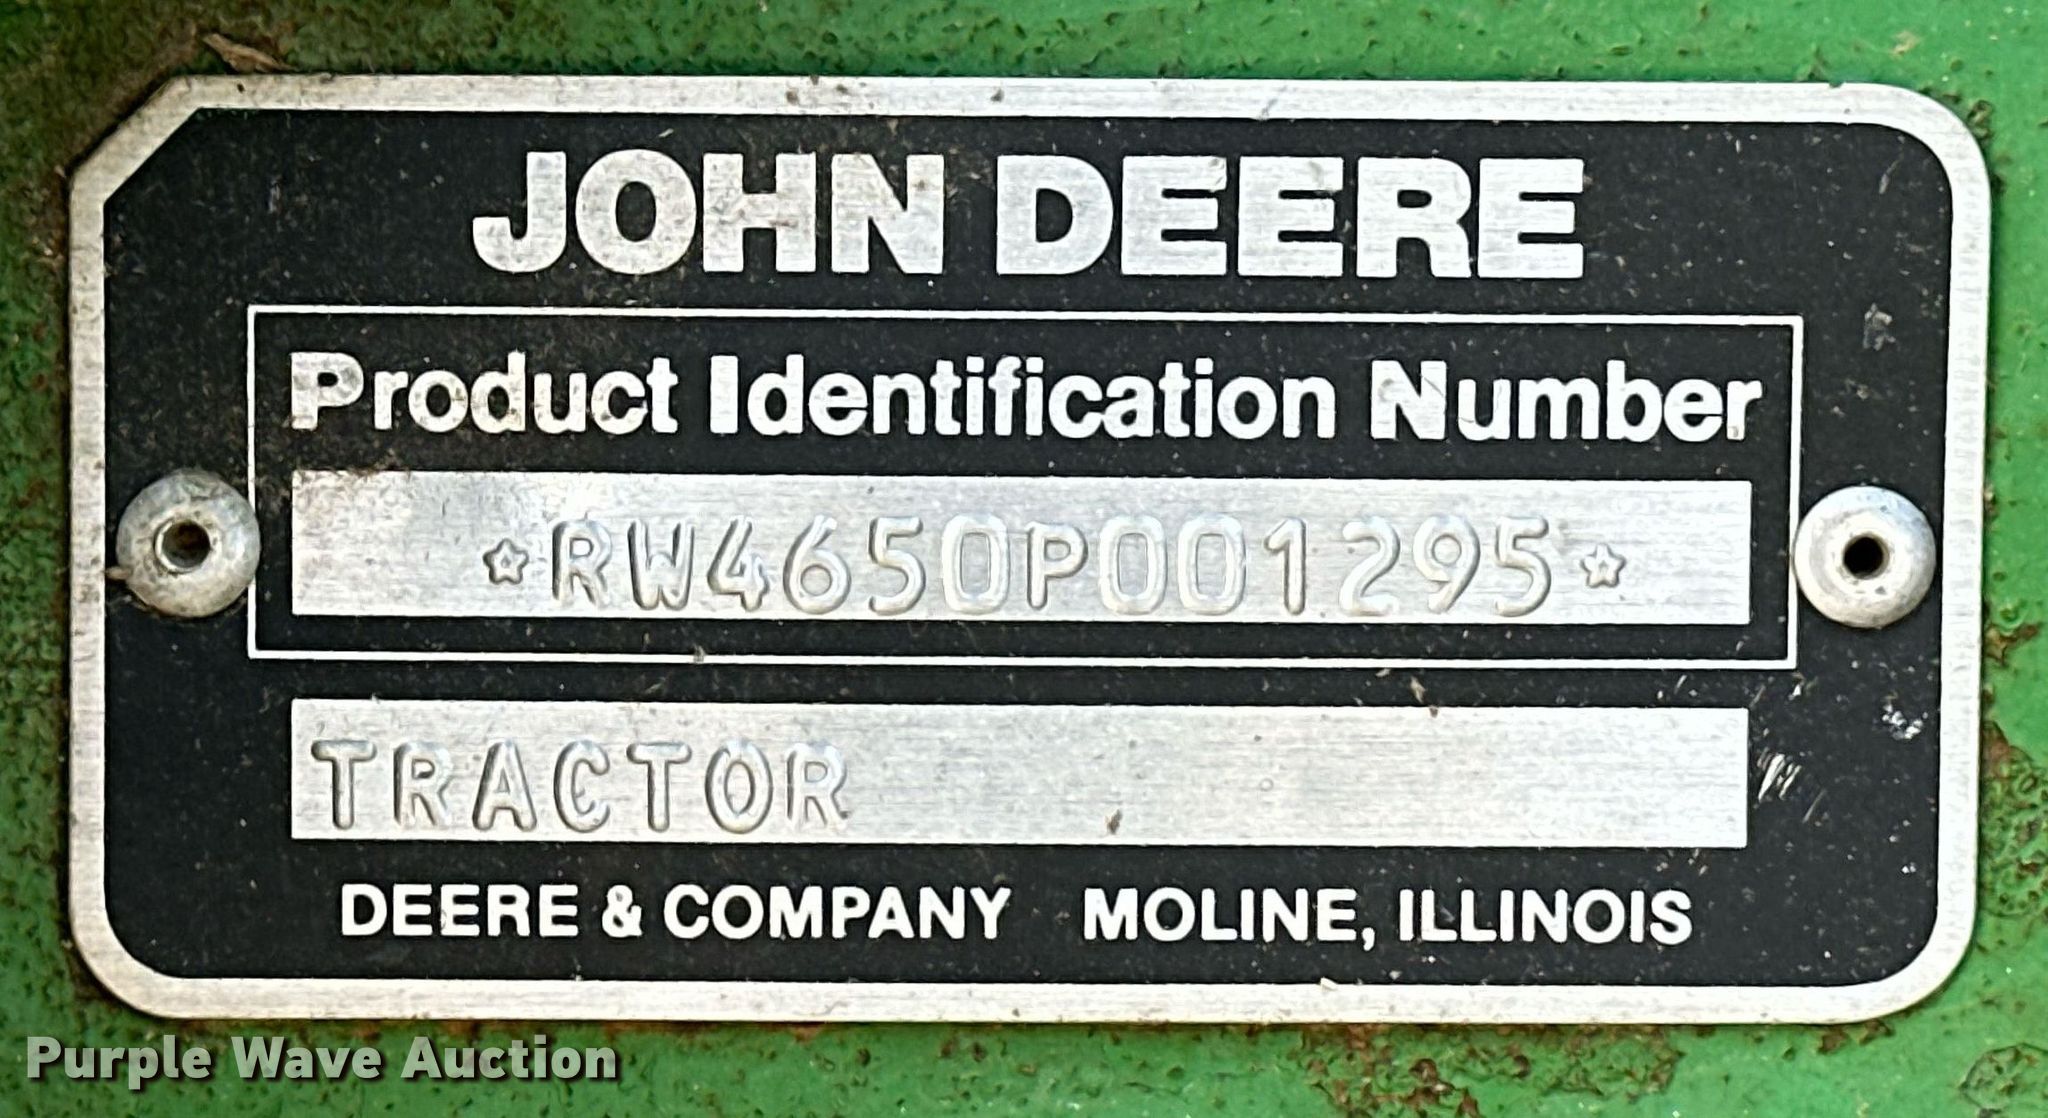 JOHN DEERE
Product Identification Number
☆RW4650P001295☆
TRACTOR
DEERE & COMPANY MOLINE, ILLINOIS
Purple Wave Auction